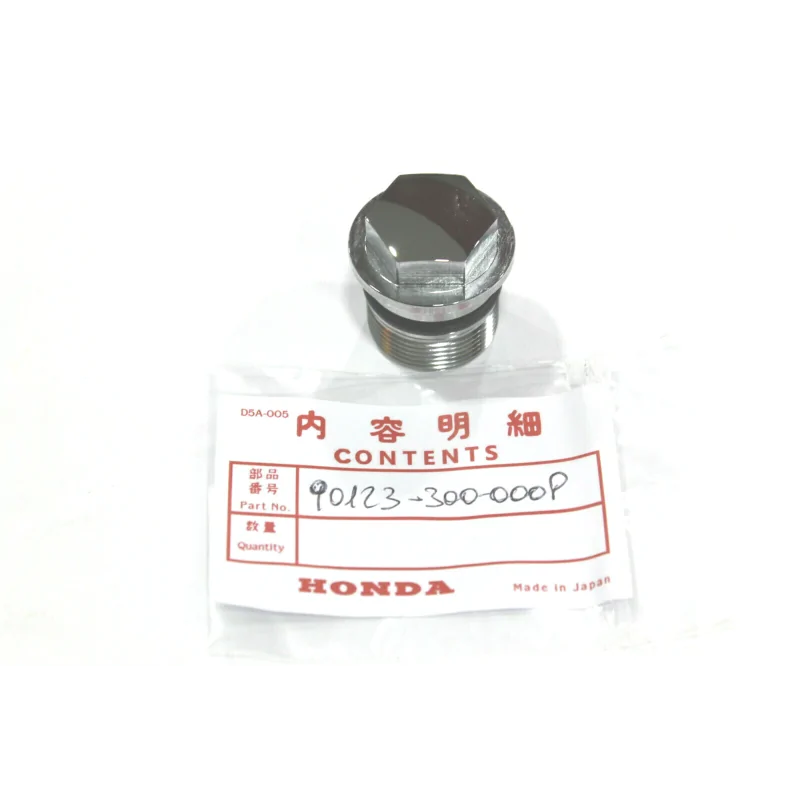 D5A-005
内容明細
CONTENTS
部品
番号
Part No.
90123-300-000P
数量
Quantity
HONDA
Made in Japan